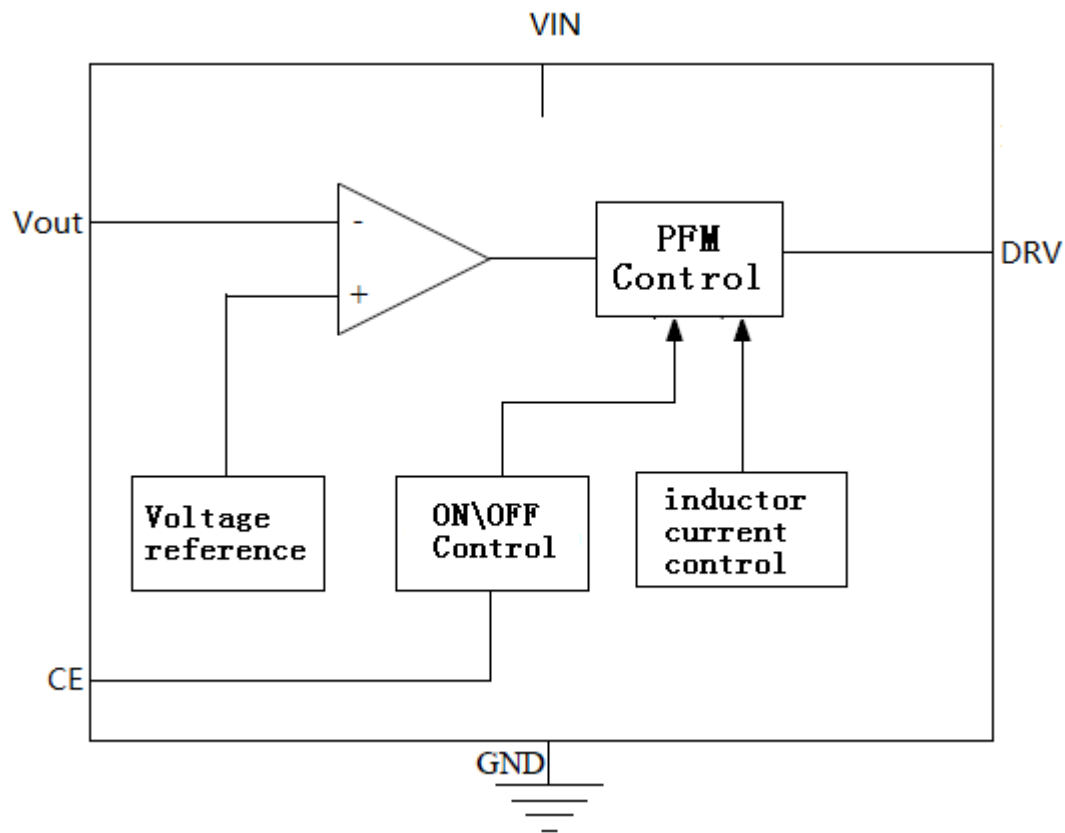 VIN
Vout
-
+
PFM
Control
DRV
Voltage
reference
ON\OFF
Control
inductor
current
control
CE
GND